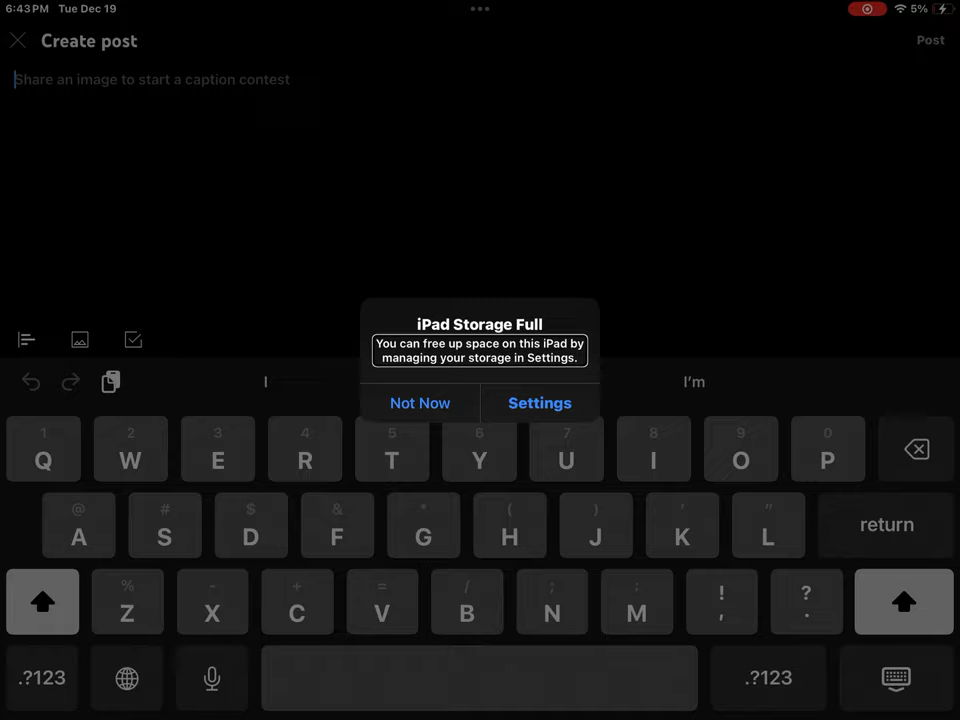 6:43 PM Tue Dec 19
5%
Create post
Post
Share an image to start a caption contest
iPad Storage Full
You can free up space on this iPad by
managing your storage in Settings.
Not Now
Settings
I
I'm
1 2 3 4 5 6 7 8 9 0
Q W E R T Y U I O P
@ # $ & * ( ) ' "
A S D F G H J K L return
% - + = / ; : ! ?
Z X C V B N M , .
.?123
.?123